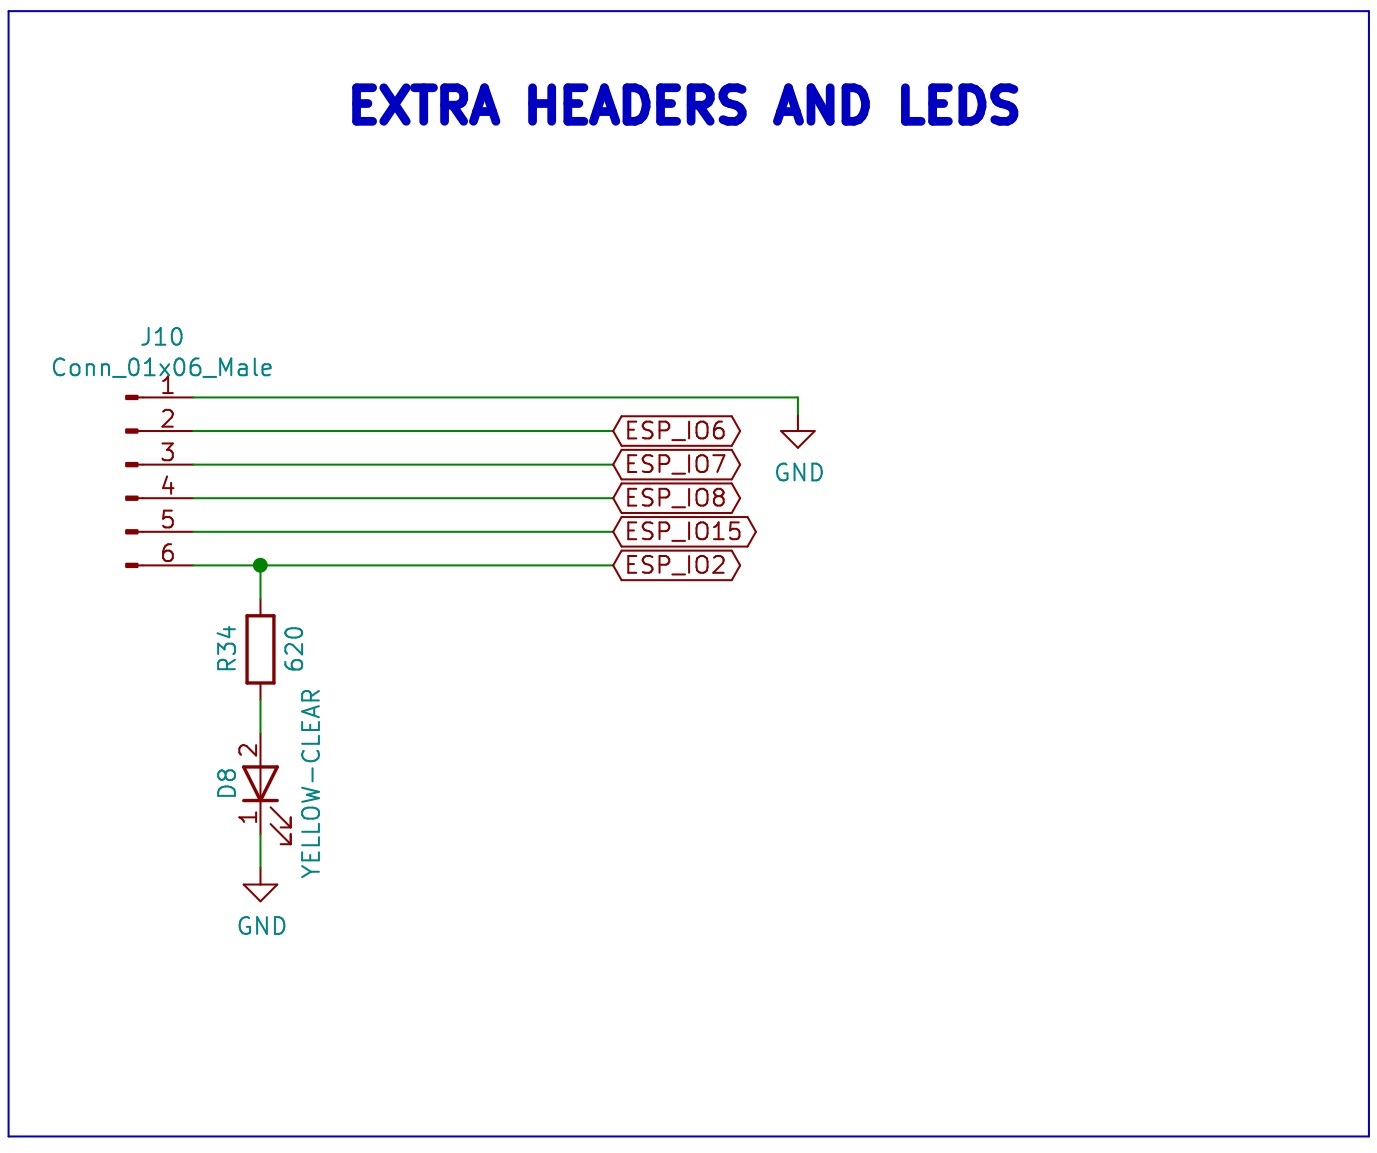 EXTRA HEADERS AND LEDS
J10
Conn_01x06_Male
1
2
ESP_IO6
3
ESP_IO7
GND
4
ESP_IO8
5
ESP_IO15
6
ESP_IO2
R34
620
2
D8
1
YELLOW-CLEAR
GND